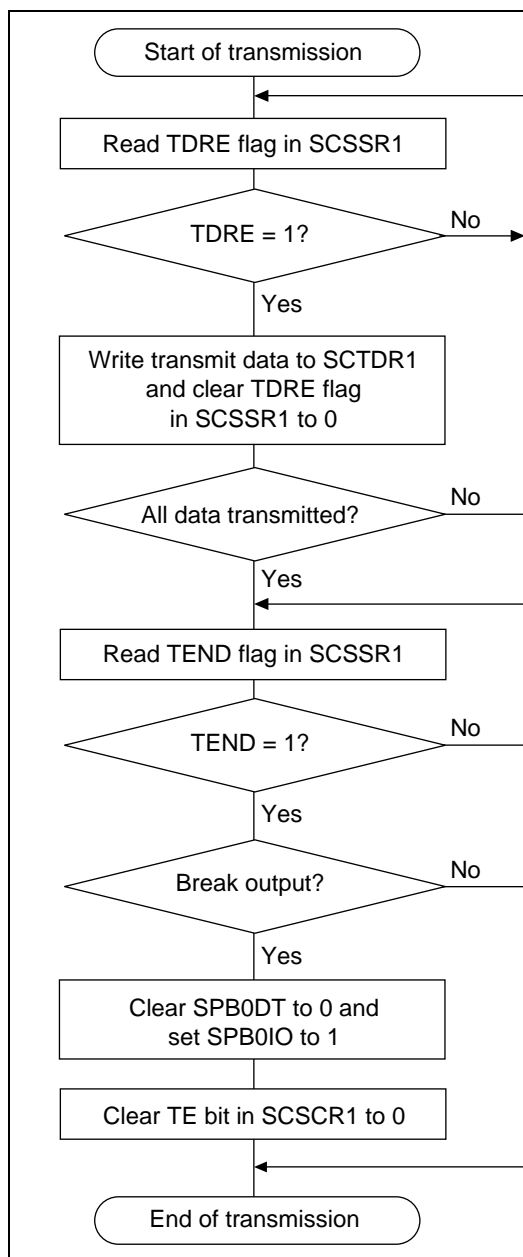 Start of transmission
Read TDRE flag in SCSSR1
TDRE = 1?
No
Yes
Write transmit data to SCTDR1
and clear TDRE flag
in SCSSR1 to 0
All data transmitted?
No
Yes
Read TEND flag in SCSSR1
TEND = 1?
No
Yes
Break output?
No
Yes
Clear SPB0DT to 0 and
set SPB0IO to 1
Clear TE bit in SCSCR1 to 0
End of transmission